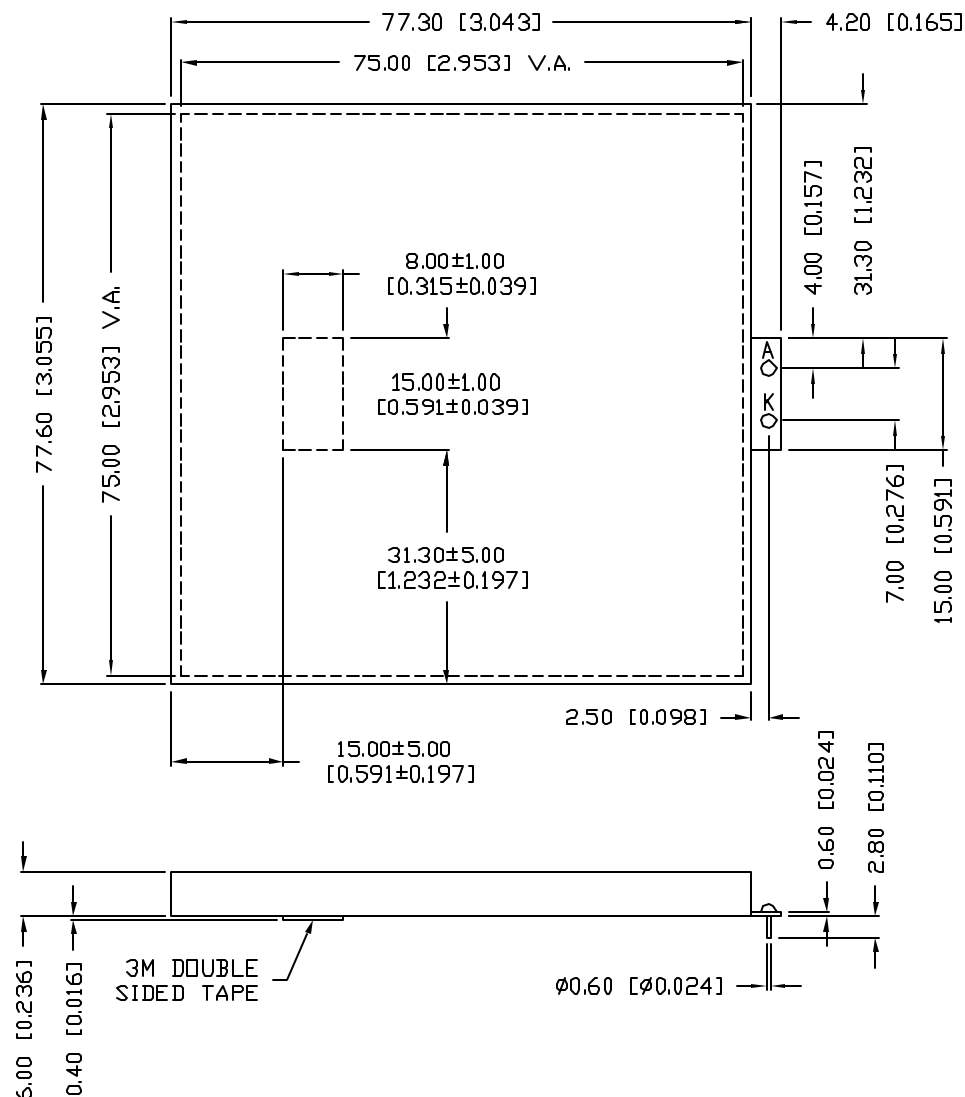 77.30 [3.043]
4.20 [0.165]
75.00 [2.953] V.A.
77.60 [3.055]
75.00 [2.953] V.A.
8.00±1.00
[0.315±0.039]
15.00±1.00
[0.591±0.039]
31.30±5.00
[1.232±0.197]
4.00 [0.157]
31.30 [1.232]
A
K
7.00 [0.276]
15.00 [0.591]
2.50 [0.098]
15.00±5.00
[0.591±0.197]
0.60 [0.024]
2.80 [0.110]
6.00 [0.236]
0.40 [0.016]
3M DOUBLE
SIDED TAPE
Ø0.60 [Ø0.024]